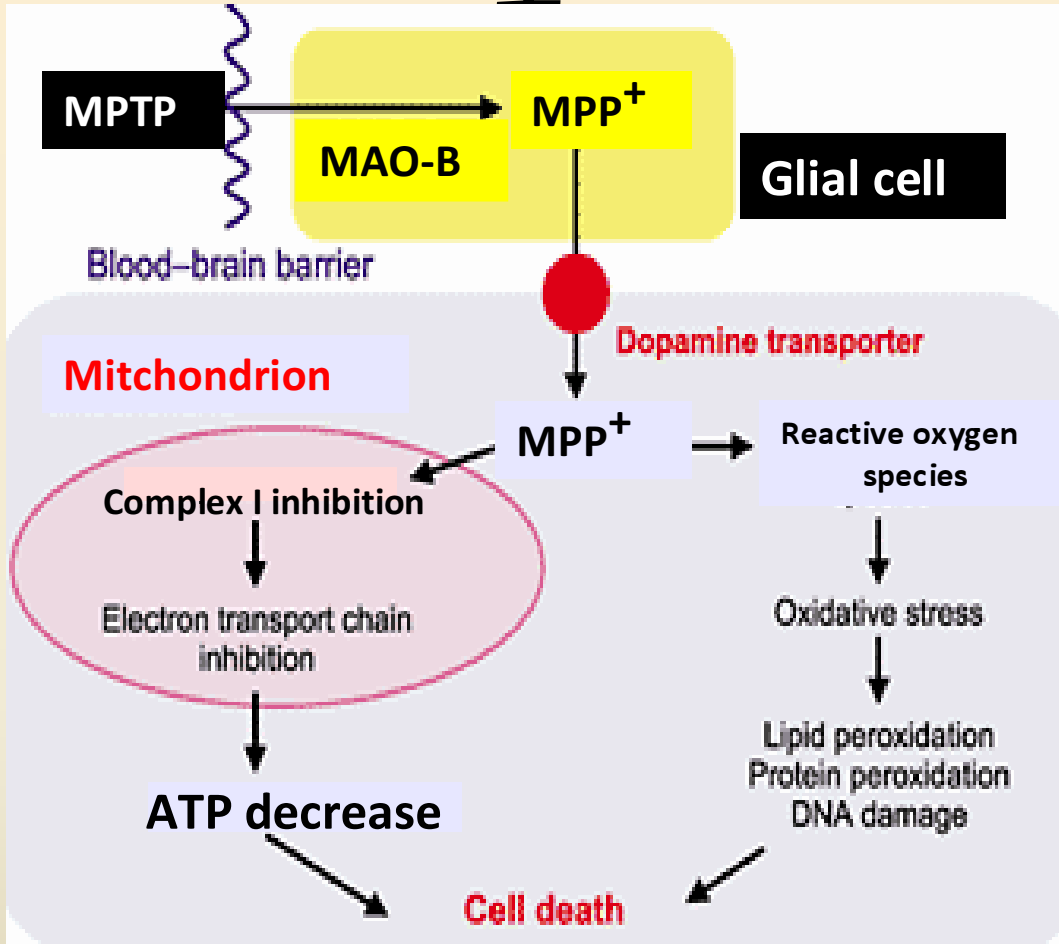 MPTP
MPP+
MAO-B
Glial cell
Blood–brain barrier
Dopamine transporter
Mitchondrion
MPP+
Reactive oxygen
species
Complex I inhibition
Electron transport chain
inhibition
Oxidative stress
Lipid peroxidation
Protein peroxidation
DNA damage
ATP decrease
Cell death